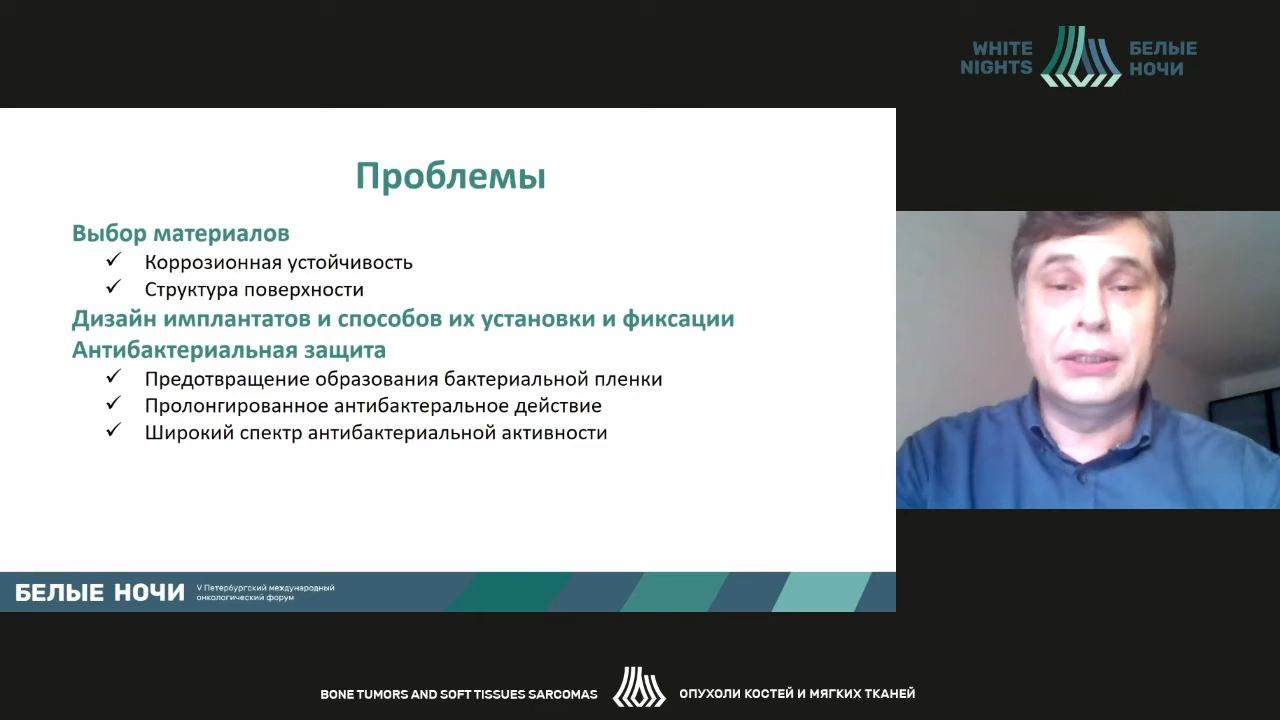 WHITE
NIGHTS
БЕЛЫЕ
НОЧИ
Проблемы
Выбор материалов
Коррозионная устойчивость
Структура поверхности
Дизайн имплантатов и способов их установки и фиксации
Антибактериальная защита
Предотвращение образования бактериальной пленки
Пролонгированное антибактеральное действие
Широкий спектр антибактериальной активности
БЕЛЫЕ НОЧИ
V Петербургский международный
онкологический форум
BONE TUMORS AND SOFT TISSUES SARCOMAS
ОПУХОЛИ КОСТЕЙ И МЯГКИХ ТКАНЕЙ